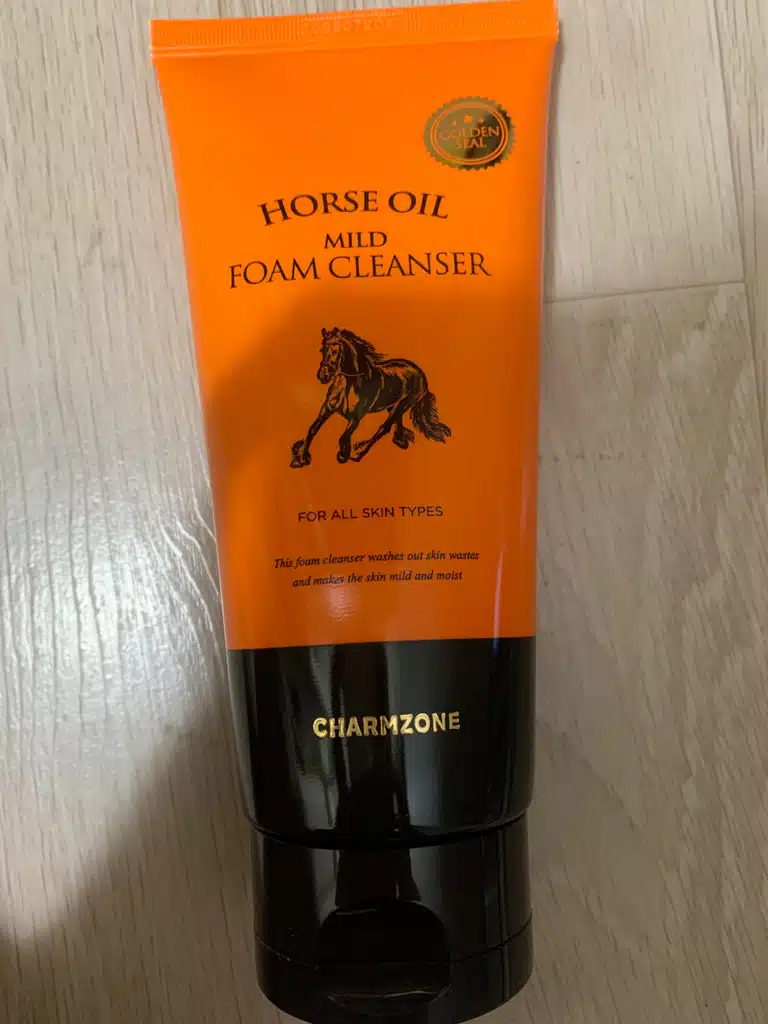 GOLDEN
SEAL
HORSE OIL
MILD
FOAM CLEANSER
FOR ALL SKIN TYPES
This foam cleanser washes out skin wastes
and makes the skin mild and moist
CHARMZONE